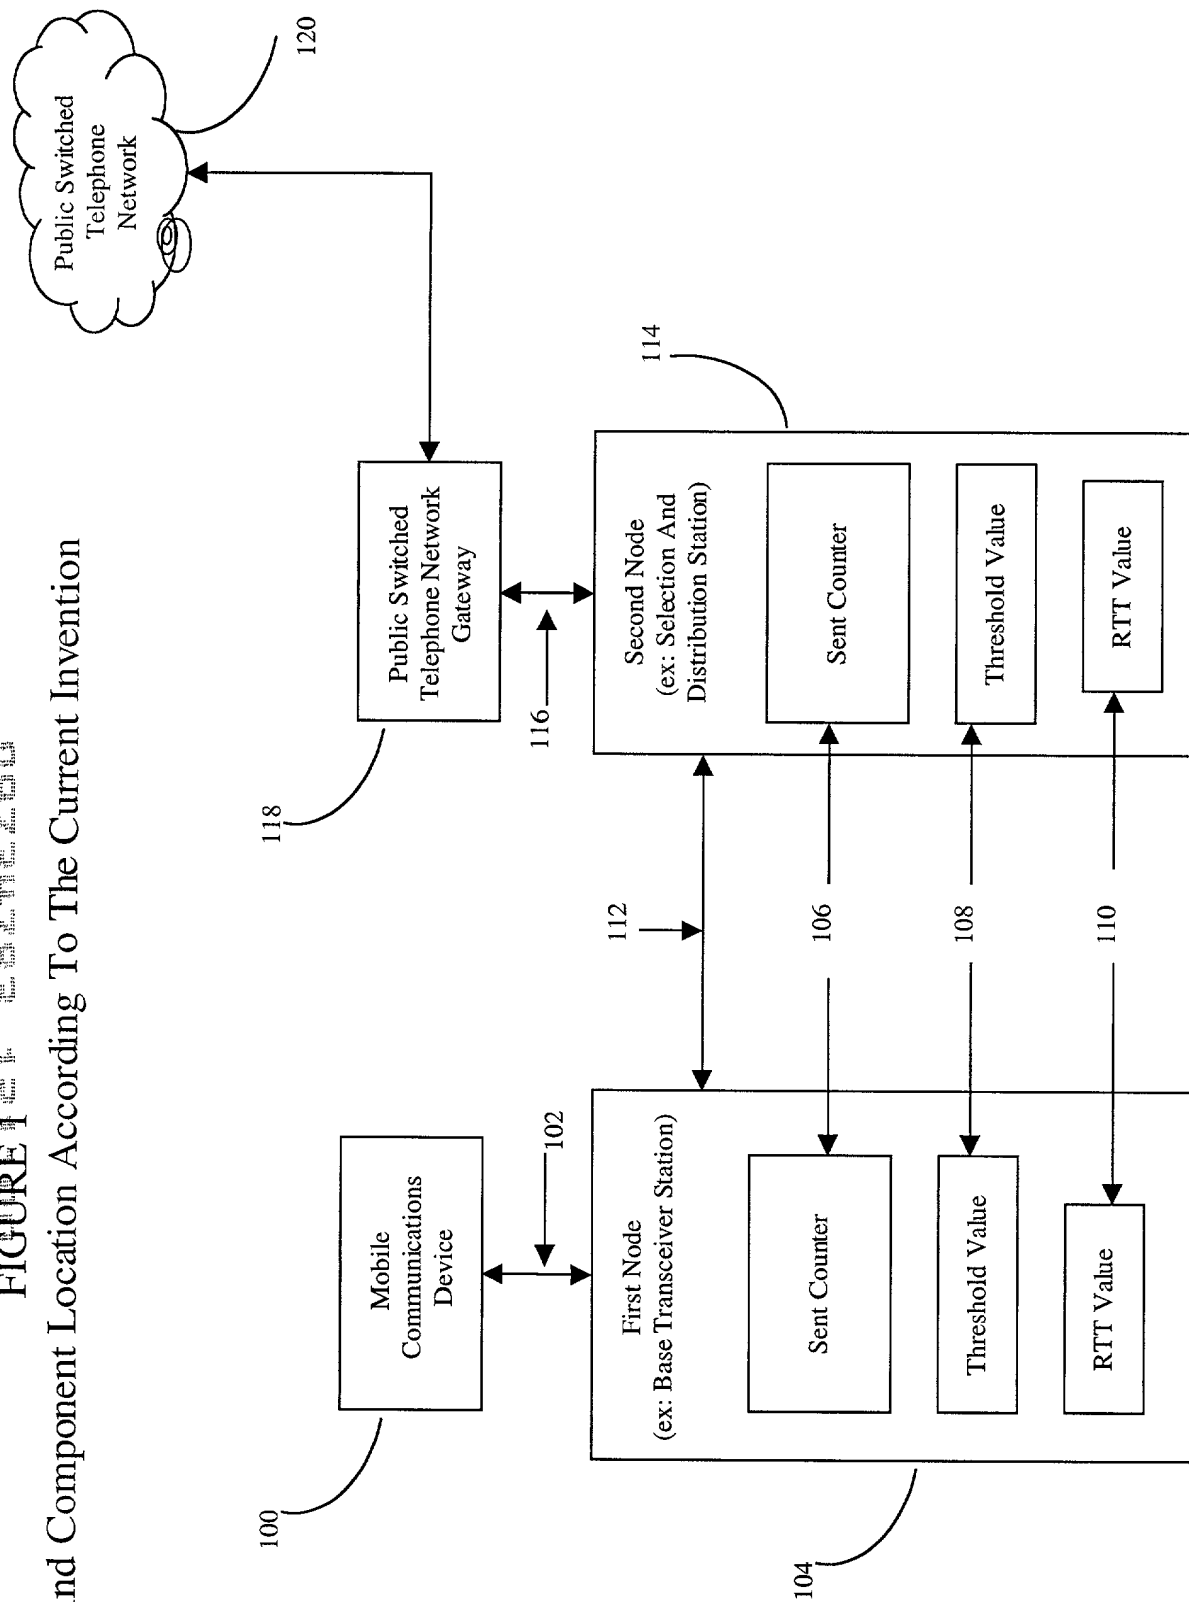 FIGURE 1
Component Location According To The Current Invention
100
Mobile
Communications
Device
102
118
Public Switched
Telephone Network
Gateway
116
120
Public Switched
Telephone
Network
104
First Node
(ex: Base Transceiver Station)
Sent Counter
Threshold Value
RTT Value
112
106
108
110
114
Second Node
(ex: Selection And
Distribution Station)
Sent Counter
Threshold Value
RTT Value